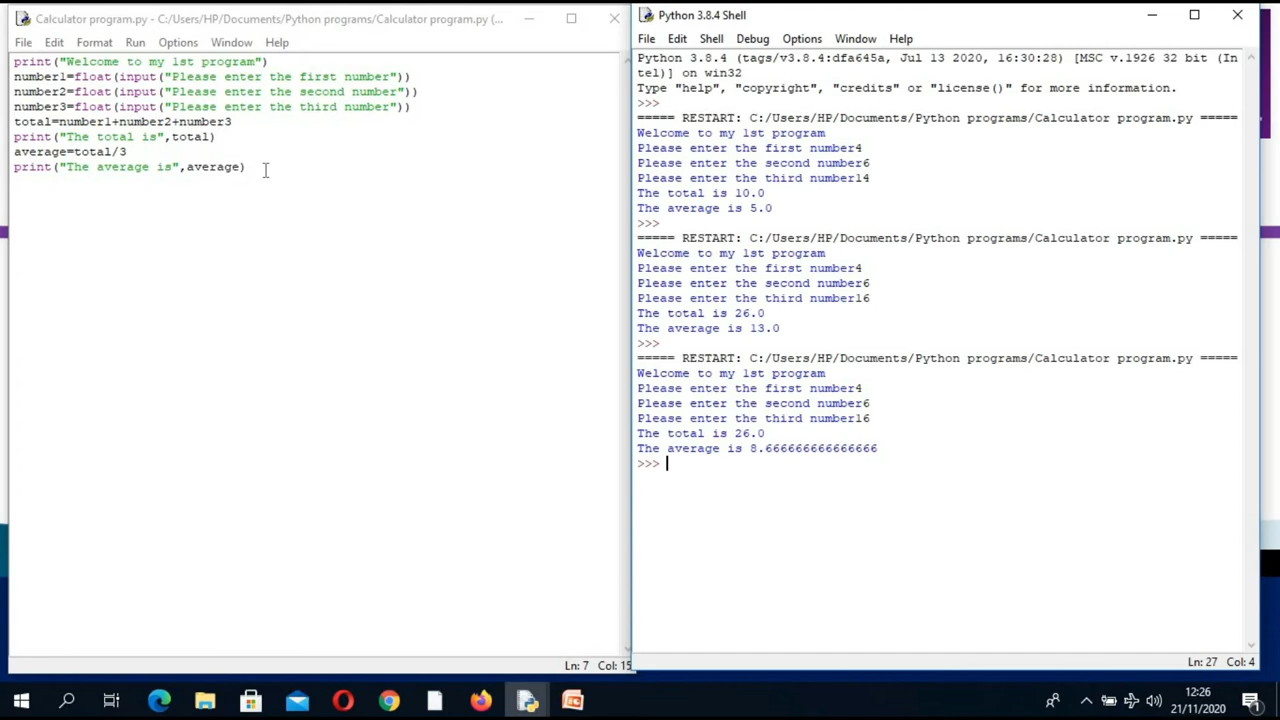 Calculator program.py - C:/Users/HP/Documents/Python programs/Calculator program.py (...
File Edit Format Run Options Window Help
print("Welcome to my 1st program")
number1=float(input("Please enter the first number"))
number2=float(input("Please enter the second number"))
number3=float(input("Please enter the third number"))
total=number1+number2+number3
print("The total is",total)
average=total/3
print("The average is",average)
Ln: 7 Col: 15
Python 3.8.4 Shell
File Edit Shell Debug Options Window Help
Python 3.8.4 (tags/v3.8.4:dfa645a, Jul 13 2020, 16:30:28) [MSC v.1926 32 bit (In
tel)] on win32
Type "help", "copyright", "credits" or "license()" for more information.
>>>
===== RESTART: C:/Users/HP/Documents/Python programs/Calculator program.py =====
Welcome to my 1st program
Please enter the first number4
Please enter the second number6
Please enter the third number14
The total is 10.0
The average is 5.0
>>>
===== RESTART: C:/Users/HP/Documents/Python programs/Calculator program.py =====
Welcome to my 1st program
Please enter the first number4
Please enter the second number6
Please enter the third number16
The total is 26.0
The average is 13.0
>>>
===== RESTART: C:/Users/HP/Documents/Python programs/Calculator program.py =====
Welcome to my 1st program
Please enter the first number4
Please enter the second number6
Please enter the third number16
The total is 26.0
The average is 8.666666666666666
>>>
Ln: 27 Col: 4
12:26
21/11/2020
1